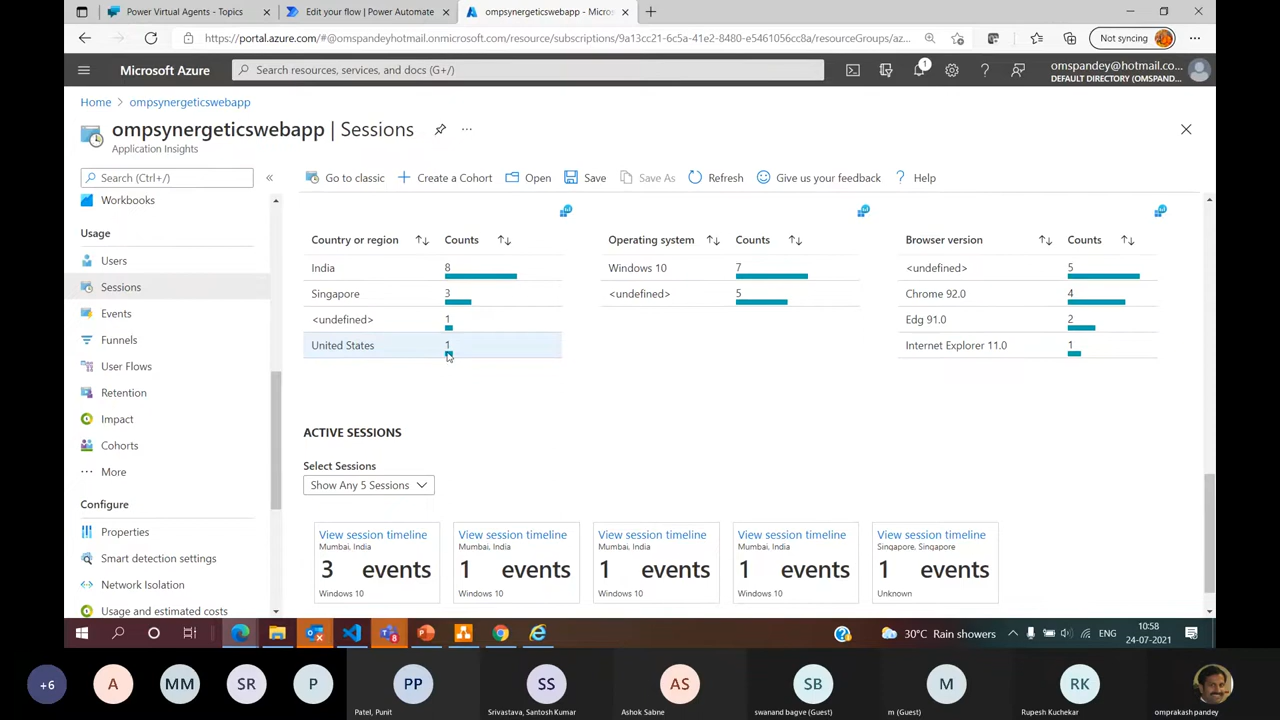 Power Virtual Agents - Topics
Edit your flow | Power Automate
ompsynergeticswebapp - Micros
https://portal.azure.com/#@omspandeyhotmail.onmicrosoft.com/resource/subscriptions/9a13cc21-6c5a-41e2-8480-e5461056cc8a/resourceGroups/az...
Not syncing
Microsoft Azure
Search resources, services, and docs (G+/)
1
omspandey@hotmail.co...
DEFAULT DIRECTORY (OMSPAND...
Home > ompsynergeticswebapp
ompsynergeticswebapp | Sessions
Application Insights
Search (Ctrl+/)
Go to classic
Create a Cohort
Open
Save
Save As
Refresh
Give us your feedback
Help
Workbooks
Usage
Users
Sessions
Events
Funnels
User Flows
Retention
Impact
Cohorts
More
Configure
Properties
Smart detection settings
Network Isolation
Usage and estimated costs
Country or region Counts
India 8
Singapore 3
<undefined> 1
United States 1
Operating system Counts
Windows 10 7
<undefined> 5
Browser version Counts
<undefined> 5
Chrome 92.0 4
Edg 91.0 2
Internet Explorer 11.0 1
ACTIVE SESSIONS
Select Sessions
Show Any 5 Sessions
View session timeline
Mumbai, India
3 events
Windows 10
View session timeline
Mumbai, India
1 events
Windows 10
View session timeline
Mumbai, India
1 events
Windows 10
View session timeline
Mumbai, India
1 events
Windows 10
View session timeline
Singapore, Singapore
1 events
Unknown
30°C Rain showers
ENG
10:58
24-07-2021
+6
A
MM
SR
P
PP
SS
AS
SB
M
RK
Patel, Punit
Srivastava, Santosh Kumar
Ashok Sabne
swanand bagve (Guest)
m (Guest)
Rupesh Kuchekar
omprakash pandey